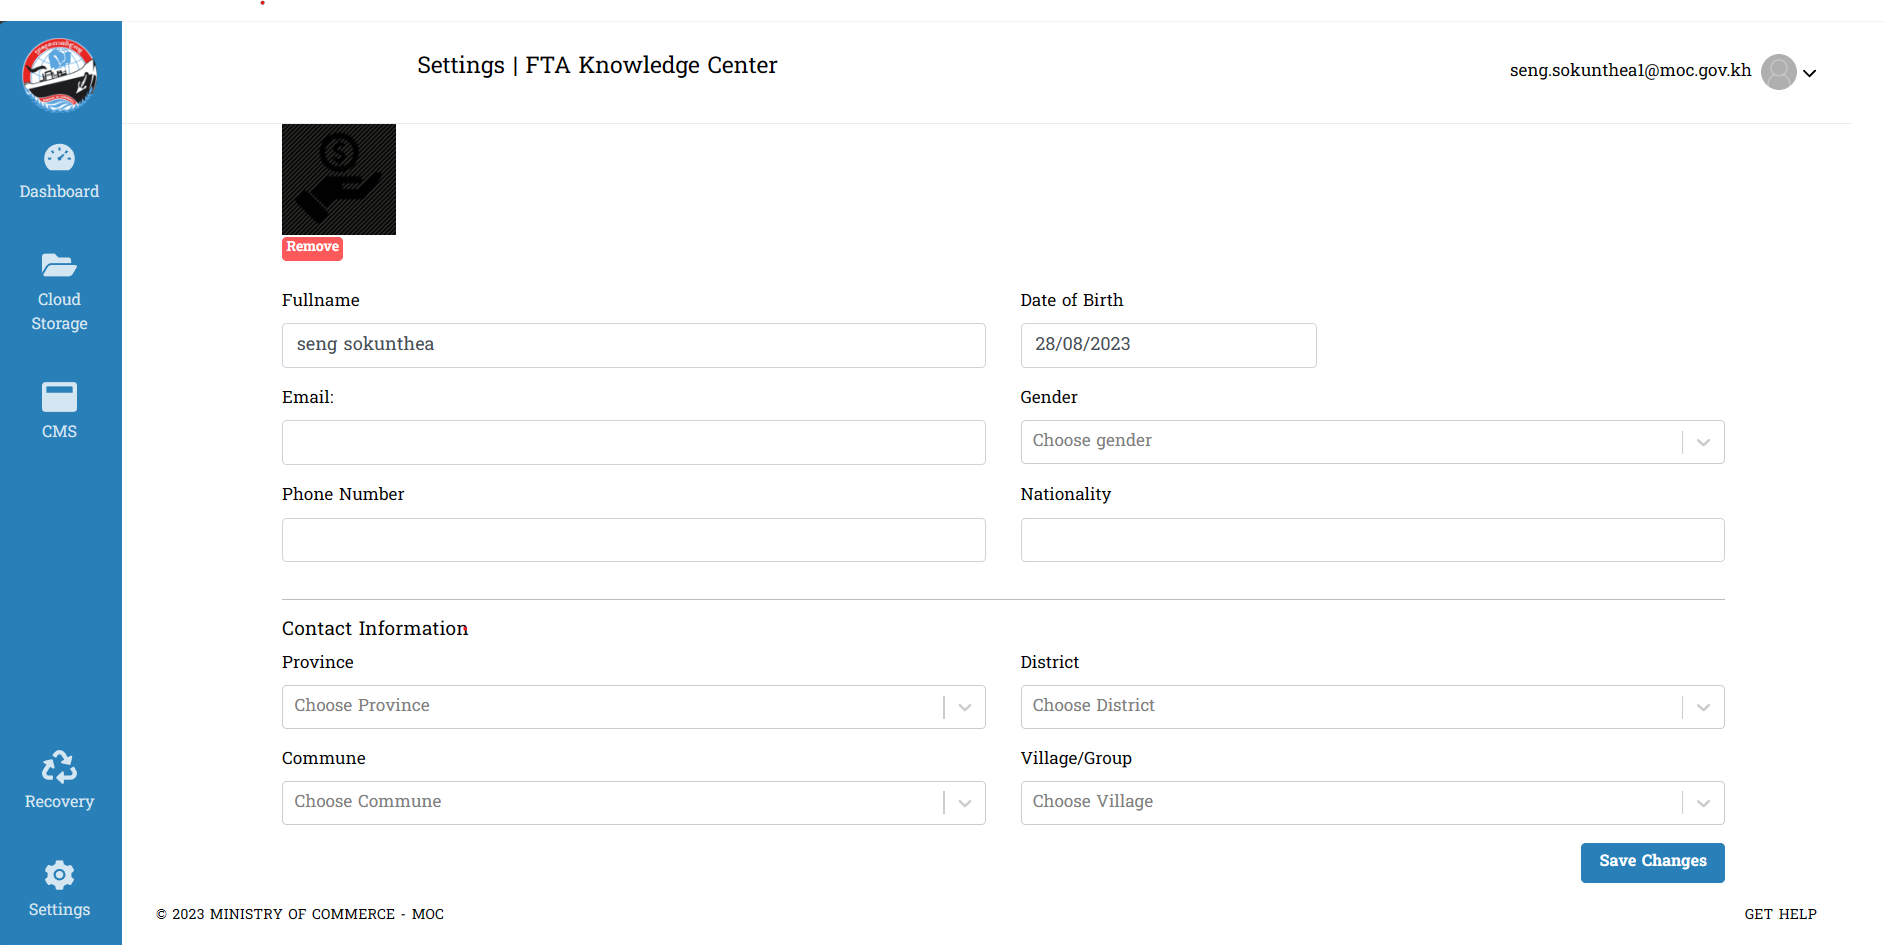 Settings | FTA Knowledge Center
seng.sokunthea1@moc.gov.kh
Dashboard
Cloud
Storage
CMS
Recovery
Settings
Remove
Fullname
Date of Birth
seng sokunthea
28/08/2023
Email:
Gender
Choose gender
Phone Number
Nationality
Contact Information
Province
District
Choose Province
Choose District
Commune
Village/Group
Choose Commune
Choose Village
Save Changes
© 2023 MINISTRY OF COMMERCE - MOC
GET HELP